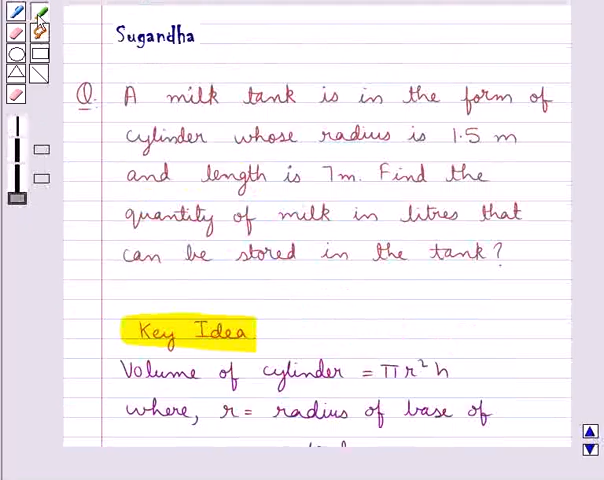 Sugandha
Q. A milk tank is in the form of
cylinder whose radius is 1.5 m
and length is 7m. Find the
quantity of milk in litres that
can be stored in the tank?
Key Idea
Volume of cylinder = πr²h
where, r = radius of base of